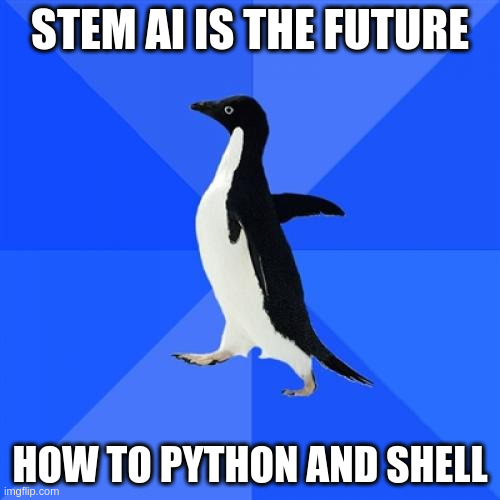 STEM AI IS THE FUTURE
HOW TO PYTHON AND SHELL
imgflip.com